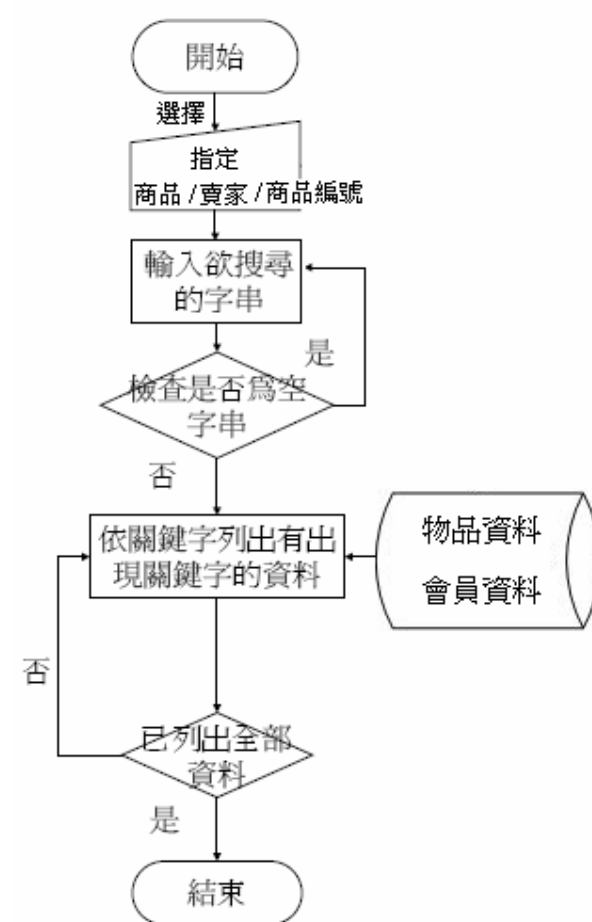 開始
選擇
指定
商品/賣家/商品編號
輸入欲搜尋
的字串
是
檢查是否爲空
字串
否
依關鍵字列出有出
現關鍵字的資料
物品資料
會員資料
否
已列出全部
資料
是
結束